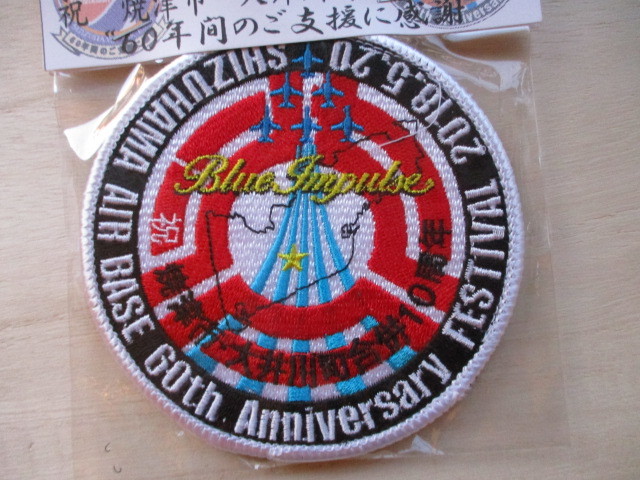 祝 焼津市
"60年間のご支援に感謝
SHIZUHAMA AIR BASE 60th Anniversary FESTIVAL 2018.5.20
Blue Impulse
祝 焼津市大井川町合併10周年